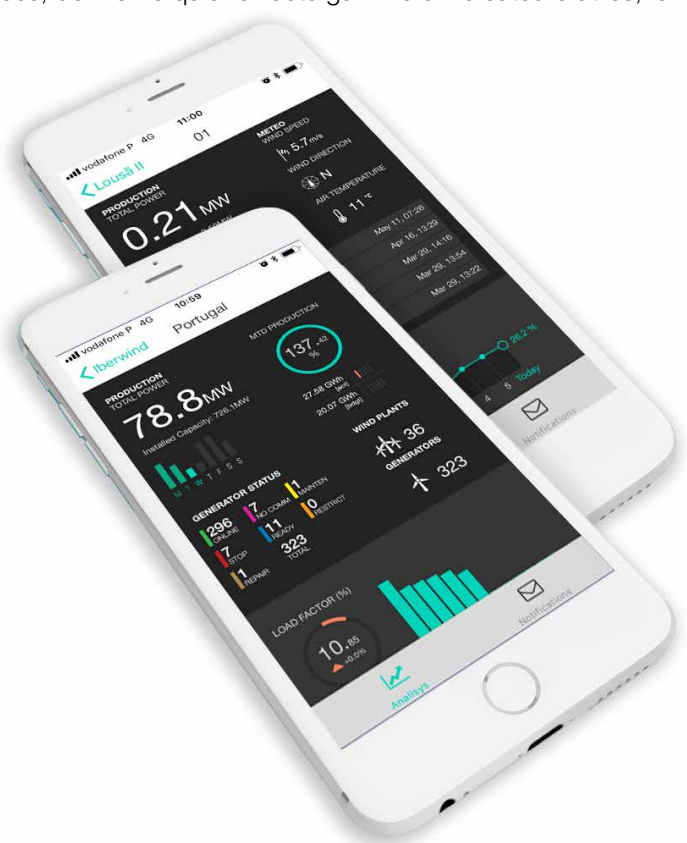 vodafone P 4G 11:00
Lousã II 01
PRODUCTION
TOTAL POWER
0.21 MW
METEO
WIND SPEED
5.7 m/s
WIND DIRECTION
N
AIR TEMPERATURE
11 °C
May 11, 07:26
Apr 16, 13:29
Mar 29, 14:16
Mar 29, 13:54
Mar 29, 13:22
26.2 %
4 5 Today
Notifications
vodafone P 4G 10:59
Iberwind Portugal
PRODUCTION
TOTAL POWER
78.8 MW
Installed Capacity: 726.1MW
M T W T F S S
MTD PRODUCTION
137.42
%
27.58 GWh
20.07 GWh
GENERATOR STATUS
296 ONLINE
7 NO COMM
1 MAINTEN
7 STOP
11 READY
0 RESTRICT
1 REPAIR
323 TOTAL
WIND PLANTS
36
GENERATORS
323
LOAD FACTOR (%)
10.85
+0.0%
Analisys
Notifications